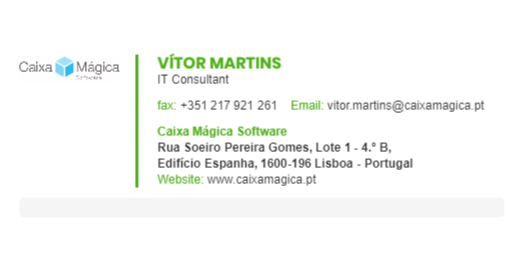 Caixa Mágica
Software
VÍTOR MARTINS
IT Consultant
fax: +351 217 921 261 Email: vitor.martins@caixamagica.pt
Caixa Mágica Software
Rua Soeiro Pereira Gomes, Lote 1 - 4.º B,
Edifício Espanha, 1600-196 Lisboa - Portugal
Website: www.caixamagica.pt